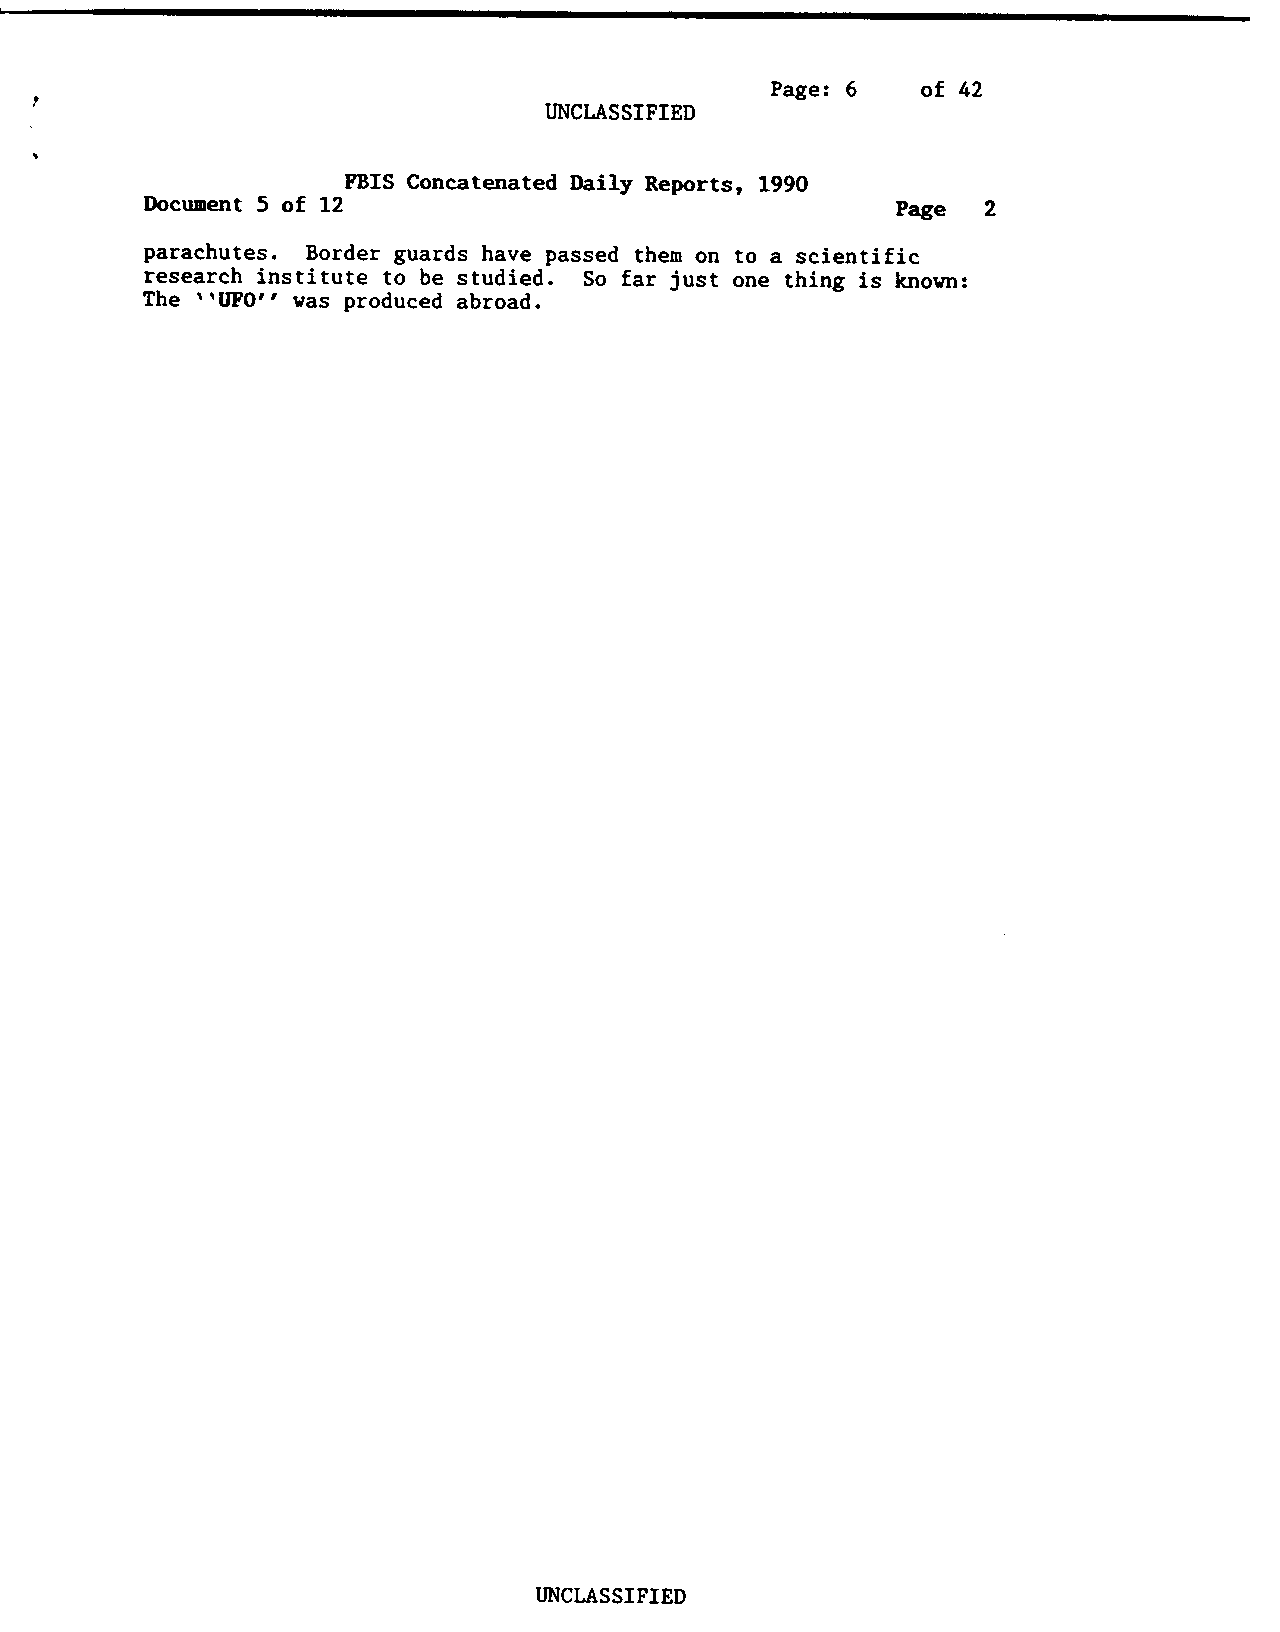 Page: 6 of 42
UNCLASSIFIED
FBIS Concatenated Daily Reports, 1990
Document 5 of 12 Page 2
parachutes. Border guards have passed them on to a scientific
research institute to be studied. So far just one thing is known:
The ``UFO'' was produced abroad.
UNCLASSIFIED